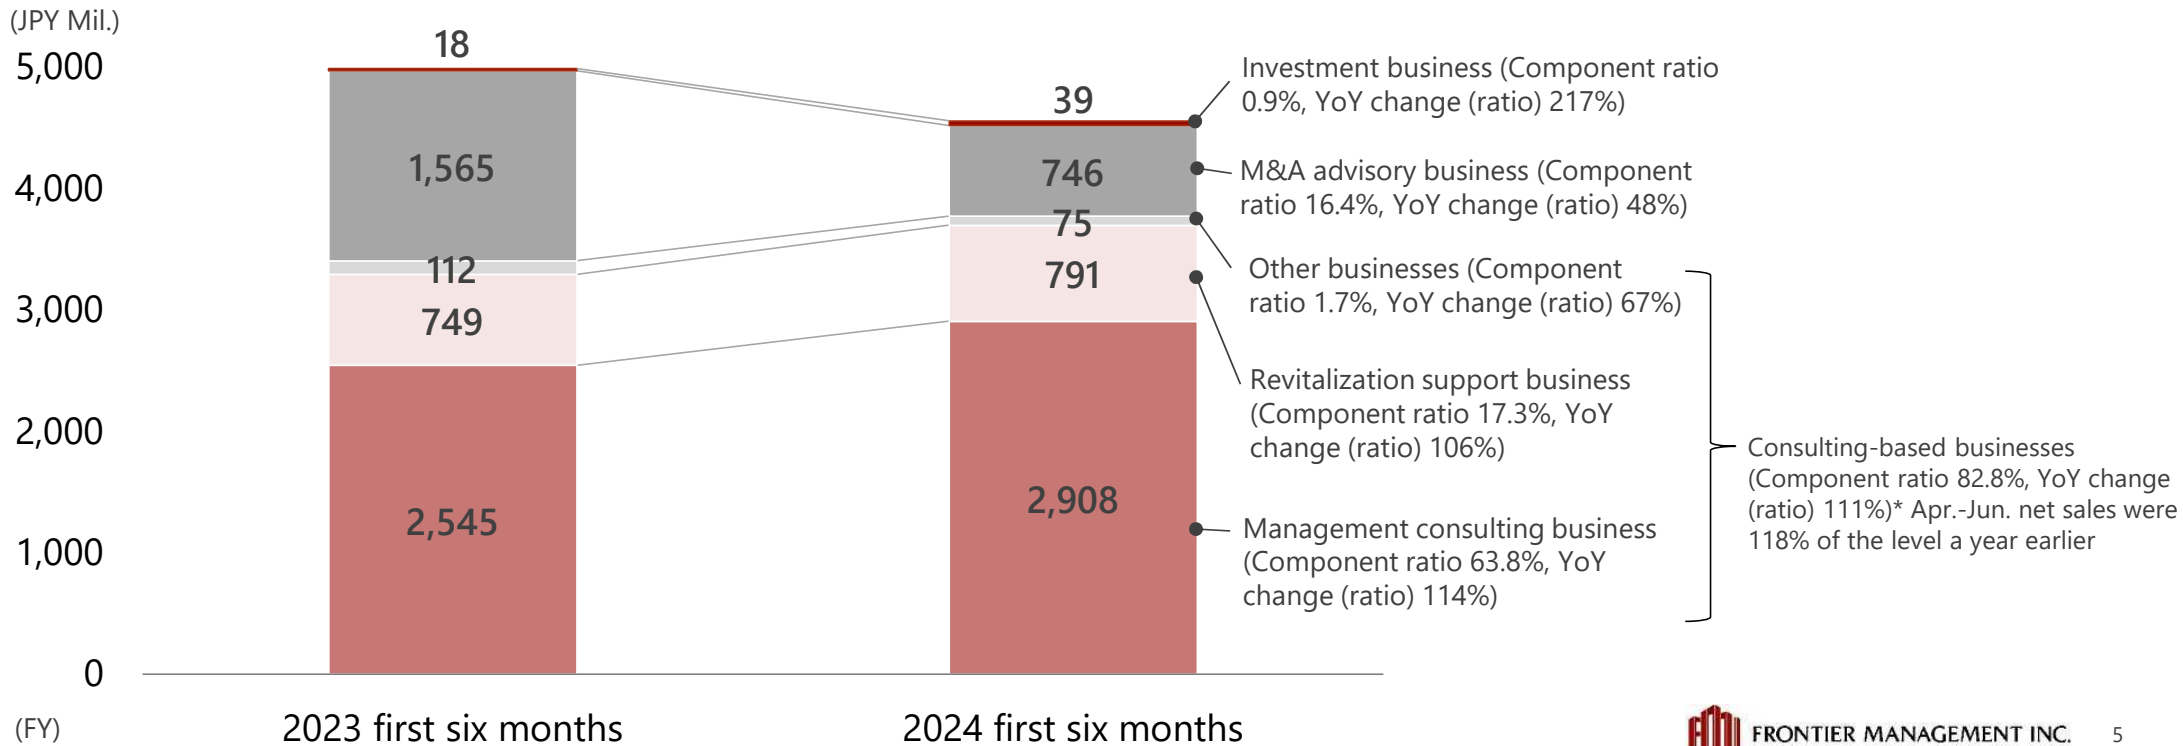 (JPY Mil.)
5,000
4,000
3,000
2,000
1,000
0
(FY)
18
1,565
112
749
2,545
2023 first six months
39
746
75
791
2,908
2024 first six months
Investment business (Component ratio
0.9%, YoY change (ratio) 217%)
M&A advisory business (Component
ratio 16.4%, YoY change (ratio) 48%)
Other businesses (Component
ratio 1.7%, YoY change (ratio) 67%)
Revitalization support business
(Component ratio 17.3%, YoY
change (ratio) 106%)
Management consulting business
(Component ratio 63.8%, YoY
change (ratio) 114%)
Consulting-based businesses
(Component ratio 82.8%, YoY change
(ratio) 111%)* Apr.-Jun. net sales were
118% of the level a year earlier
FRONTIER MANAGEMENT INC.
5